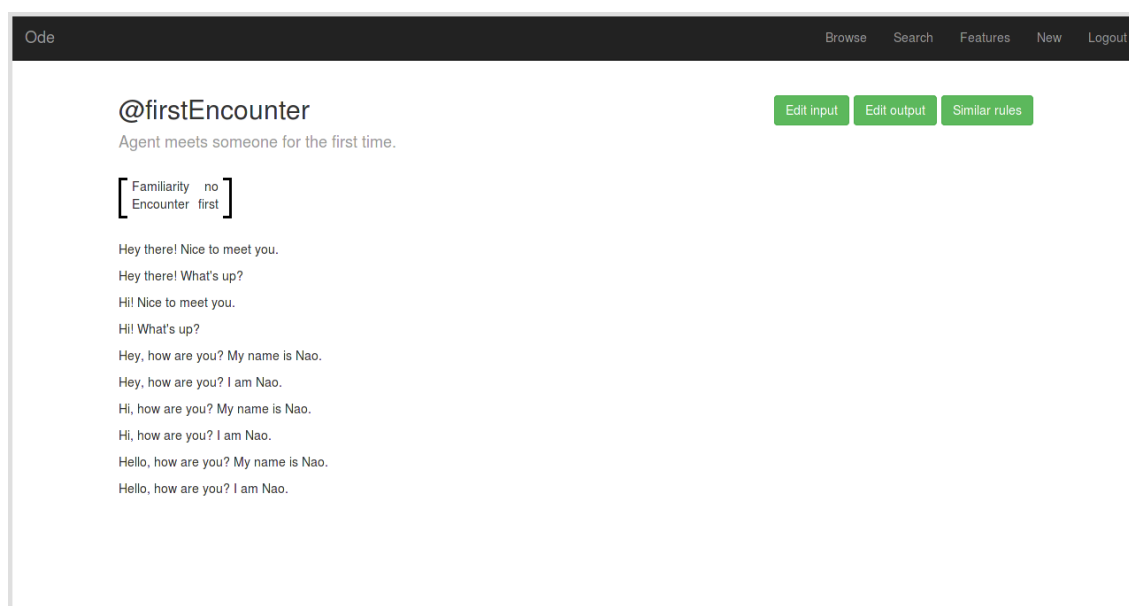 Ode Browse Search Features New Logout
@firstEncounter Edit input Edit output Similar rules
Agent meets someone for the first time.
Familiarity no
Encounter first
Hey there! Nice to meet you.
Hey there! What's up?
Hi! Nice to meet you.
Hi! What's up?
Hey, how are you? My name is Nao.
Hey, how are you? I am Nao.
Hi, how are you? My name is Nao.
Hi, how are you? I am Nao.
Hello, how are you? My name is Nao.
Hello, how are you? I am Nao.